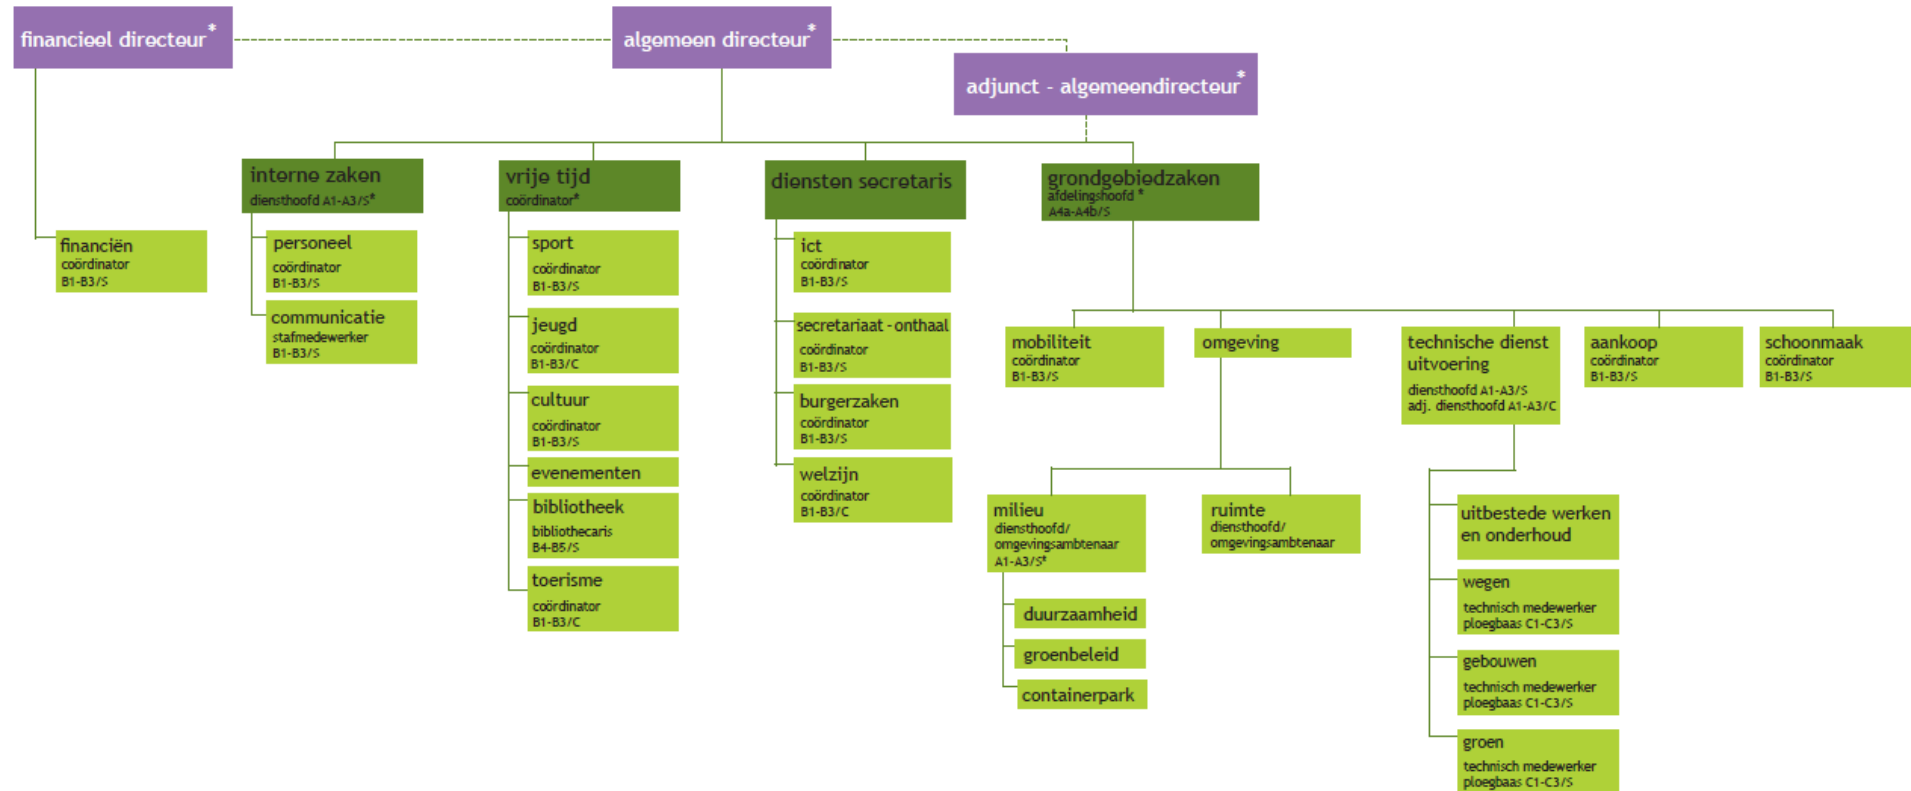 financieel directeur*
algemeen directeur*
adjunct - algemeendirecteur*
interne zaken
diensthoofd A1-A3/S*
vrije tijd
coördinator*
diensten secretaris
grondgebiedzaken
afdelingshoofd *
A4a-A4b/S
financiën
coördinator
B1-B3/S
personeel
coördinator
B1-B3/S
communicatie
stafmedewerker
B1-B3/S
sport
coördinator
B1-B3/S
jeugd
coördinator
B1-B3/C
cultuur
coördinator
B1-B3/S
evenementen
bibliotheek
bibliothecaris
B4-B5/S
toerisme
coördinator
B1-B3/C
ict
coördinator
B1-B3/S
secretariaat - onthaal
coördinator
B1-B3/S
burgerzaken
coördinator
B1-B3/S
welzijn
coördinator
B1-B3/C
mobiliteit
coördinator
B1-B3/S
omgeving
technische dienst
uitvoering
diensthoofd A1-A3/S
adj. diensthoofd A1-A3/C
aankoop
coördinator
B1-B3/S
schoonmaak
coördinator
B1-B3/S
milieu
diensthoofd/
omgevingsambtenaar
A1-A3/S*
ruimte
diensthoofd/
omgevingsambtenaar
duurzaamheid
groenbeleid
containerpark
uitbestede werken
en onderhoud
wegen
technisch medewerker
ploegbaas C1-C3/S
gebouwen
technisch medewerker
ploegbaas C1-C3/S
groen
technisch medewerker
ploegbaas C1-C3/S